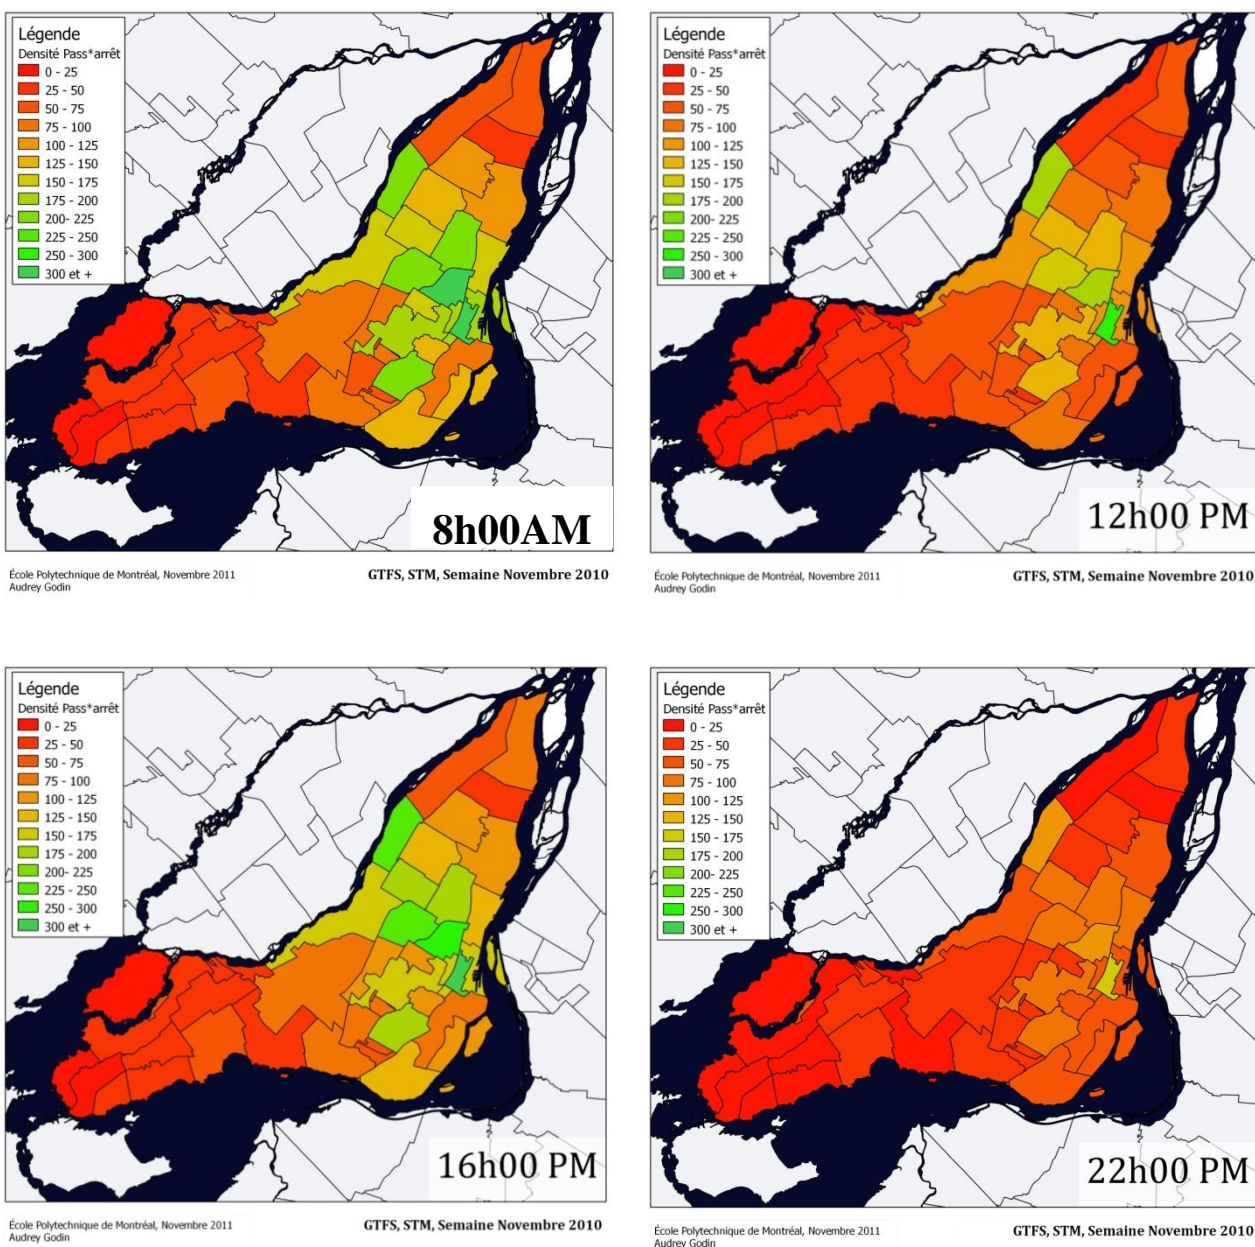 Légende
Densité Pass*arrêt
0 - 25
25 - 50
50 - 75
75 - 100
100 - 125
125 - 150
150 - 175
175 - 200
200- 225
225 - 250
250 - 300
300 et +
8h00AM
École Polytechnique de Montréal, Novembre 2011
Audrey Godin
GTFS, STM, Semaine Novembre 2010
Légende
Densité Pass*arrêt
0 - 25
25 - 50
50 - 75
75 - 100
100 - 125
125 - 150
150 - 175
175 - 200
200- 225
225 - 250
250 - 300
300 et +
12h00 PM
École Polytechnique de Montréal, Novembre 2011
Audrey Godin
GTFS, STM, Semaine Novembre 2010
Légende
Densité Pass*arrêt
0 - 25
25 - 50
50 - 75
75 - 100
100 - 125
125 - 150
150 - 175
175 - 200
200- 225
225 - 250
250 - 300
300 et +
16h00 PM
École Polytechnique de Montréal, Novembre 2011
Audrey Godin
GTFS, STM, Semaine Novembre 2010
Légende
Densité Pass*arrêt
0 - 25
25 - 50
50 - 75
75 - 100
100 - 125
125 - 150
150 - 175
175 - 200
200- 225
225 - 250
250 - 300
300 et +
22h00 PM
École Polytechnique de Montréal, Novembre 2011
Audrey Godin
GTFS, STM, Semaine Novembre 2010